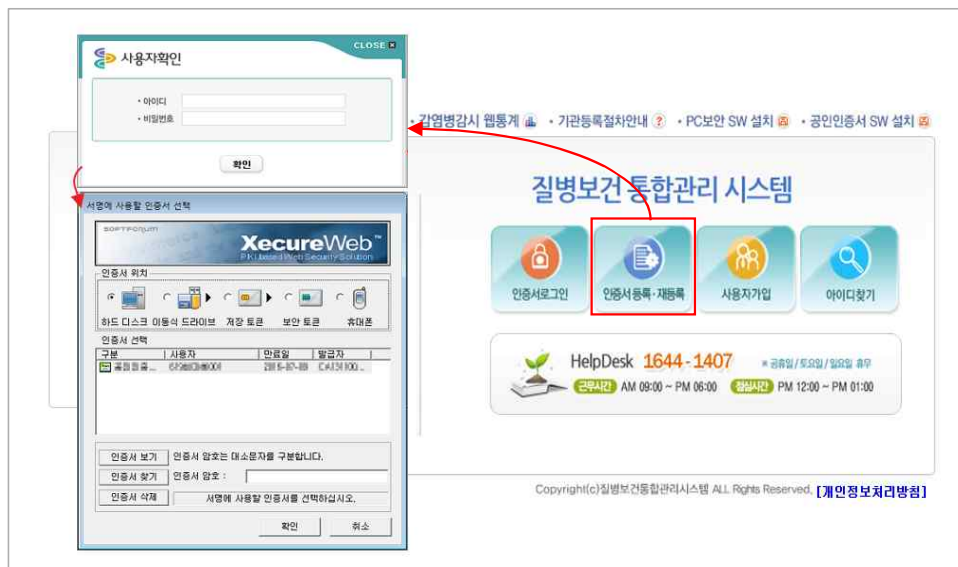 사용자확인
CLOSE
• 아이디
• 비밀번호
확인
• 감염병감시 웹통계
• 기관등록절차안내 ?
• PC보안 SW 설치
• 공인인증서 SW 설치
질병보건 통합관리 시스템
인증서로그인
인증서등록·재등록
사용자가입
아이디찾기
HelpDesk 1644-1407
* 공휴일/토요일/일요일 휴무
근무시간 AM 09:00 ~ PM 06:00
점심시간 PM 12:00 ~ PM 01:00
Copyright(c)질병보건통합관리시스템 ALL Rights Reserved.
[개인정보처리방침]
서명에 사용할 인증서 선택
SOFTFORUM
XecureWeb™
PKI based Web Security Solution
인증서 위치
하드 디스크 이동식 드라이브 저장 토큰 보안 토큰 휴대폰
인증서 선택
구분 사용자 만료일 발급자
인증서 보기 인증서 암호는 대소문자를 구분합니다.
인증서 찾기 인증서 암호 :
인증서 삭제 서명에 사용할 인증서를 선택하십시오.
확인 취소